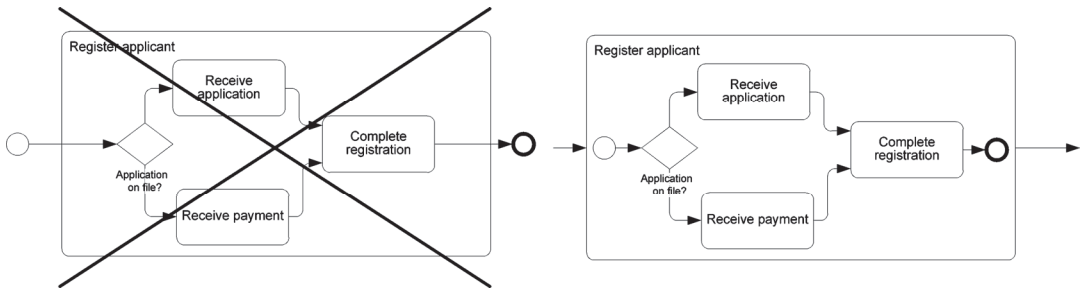 Register applicant
Receive
application
Complete
registration
Application
on file?
Receive payment
Register applicant
Receive
application
Complete
registration
Application
on file?
Receive payment